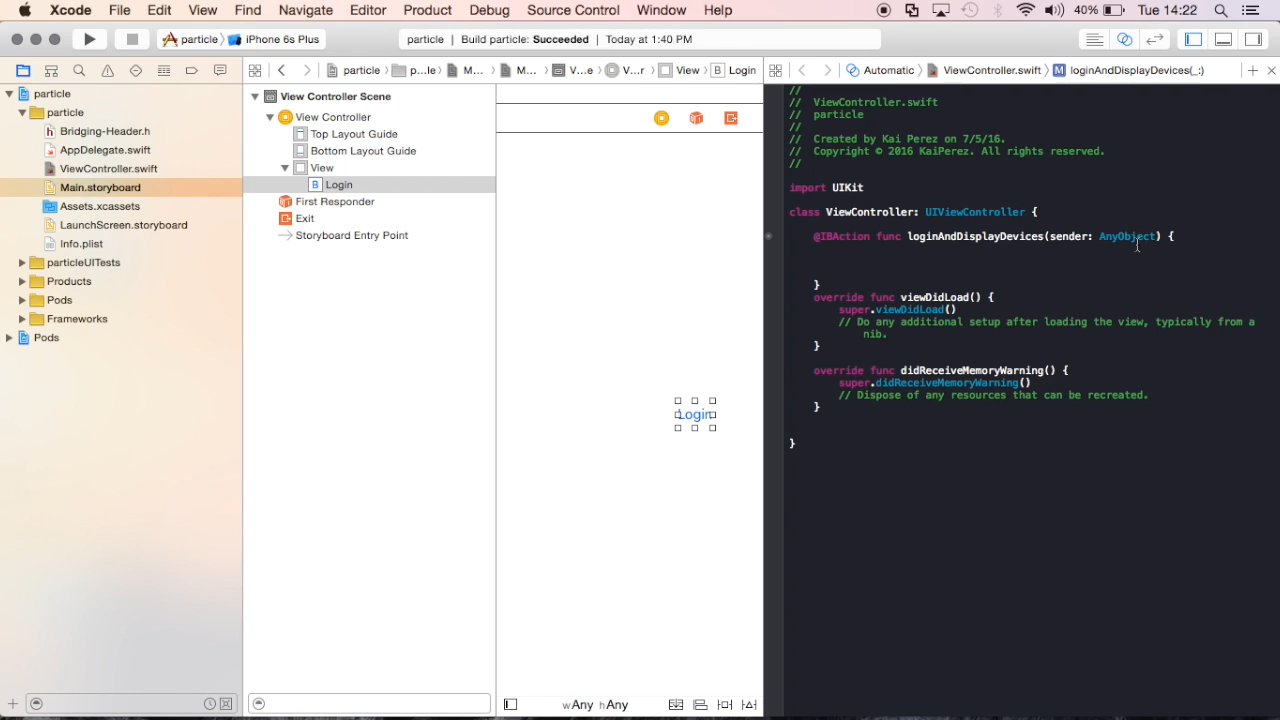 Xcode File Edit View Find Navigate Editor Product Debug Source Control Window Help 40% Tue 14:22
particle iPhone 6s Plus particle | Build particle: Succeeded | Today at 1:40 PM
particle p...le M... M... V...e V...r View B Login Automatic ViewController.swift M loginAndDisplayDevices(_:)
particle
particle
h Bridging-Header.h
AppDelegate.swift
ViewController.swift
Main.storyboard
Assets.xcassets
LaunchScreen.storyboard
Info.plist
particleUITests
Products
Pods
Frameworks
Pods
View Controller Scene
View Controller
Top Layout Guide
Bottom Layout Guide
View
B Login
First Responder
Exit
Storyboard Entry Point
Login
wAny hAny
//
// ViewController.swift
// particle
//
// Created by Kai Perez on 7/5/16.
// Copyright © 2016 KaiPerez. All rights reserved.
//
import UIKit
class ViewController: UIViewController {
@IBAction func loginAndDisplayDevices(sender: AnyObject) {
}
override func viewDidLoad() {
super.viewDidLoad()
// Do any additional setup after loading the view, typically from a
nib.
}
override func didReceiveMemoryWarning() {
super.didReceiveMemoryWarning()
// Dispose of any resources that can be recreated.
}
}